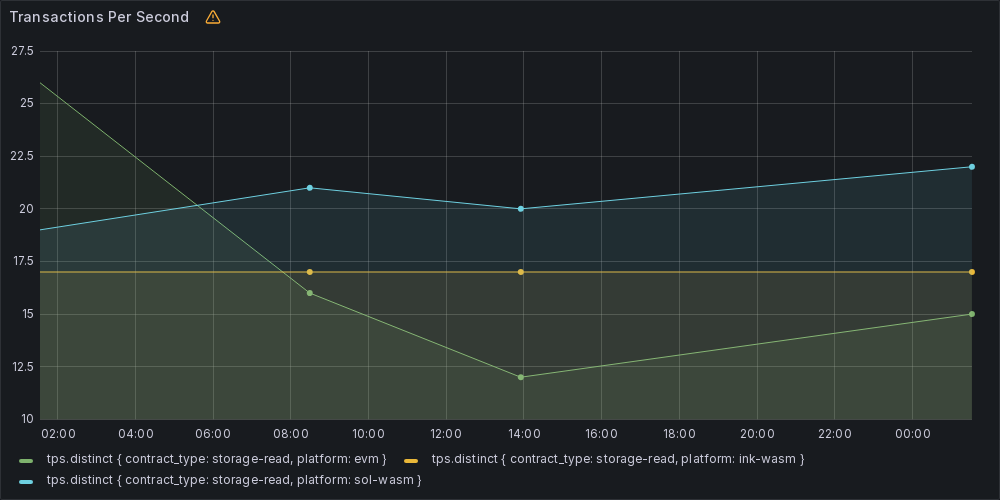 Transactions Per Second
27.5
25
22.5
20
17.5
15
12.5
10
02:00 04:00 06:00 08:00 10:00 12:00 14:00 16:00 18:00 20:00 22:00 00:00
tps.distinct { contract_type: storage-read, platform: evm } tps.distinct { contract_type: storage-read, platform: ink-wasm }
tps.distinct { contract_type: storage-read, platform: sol-wasm }